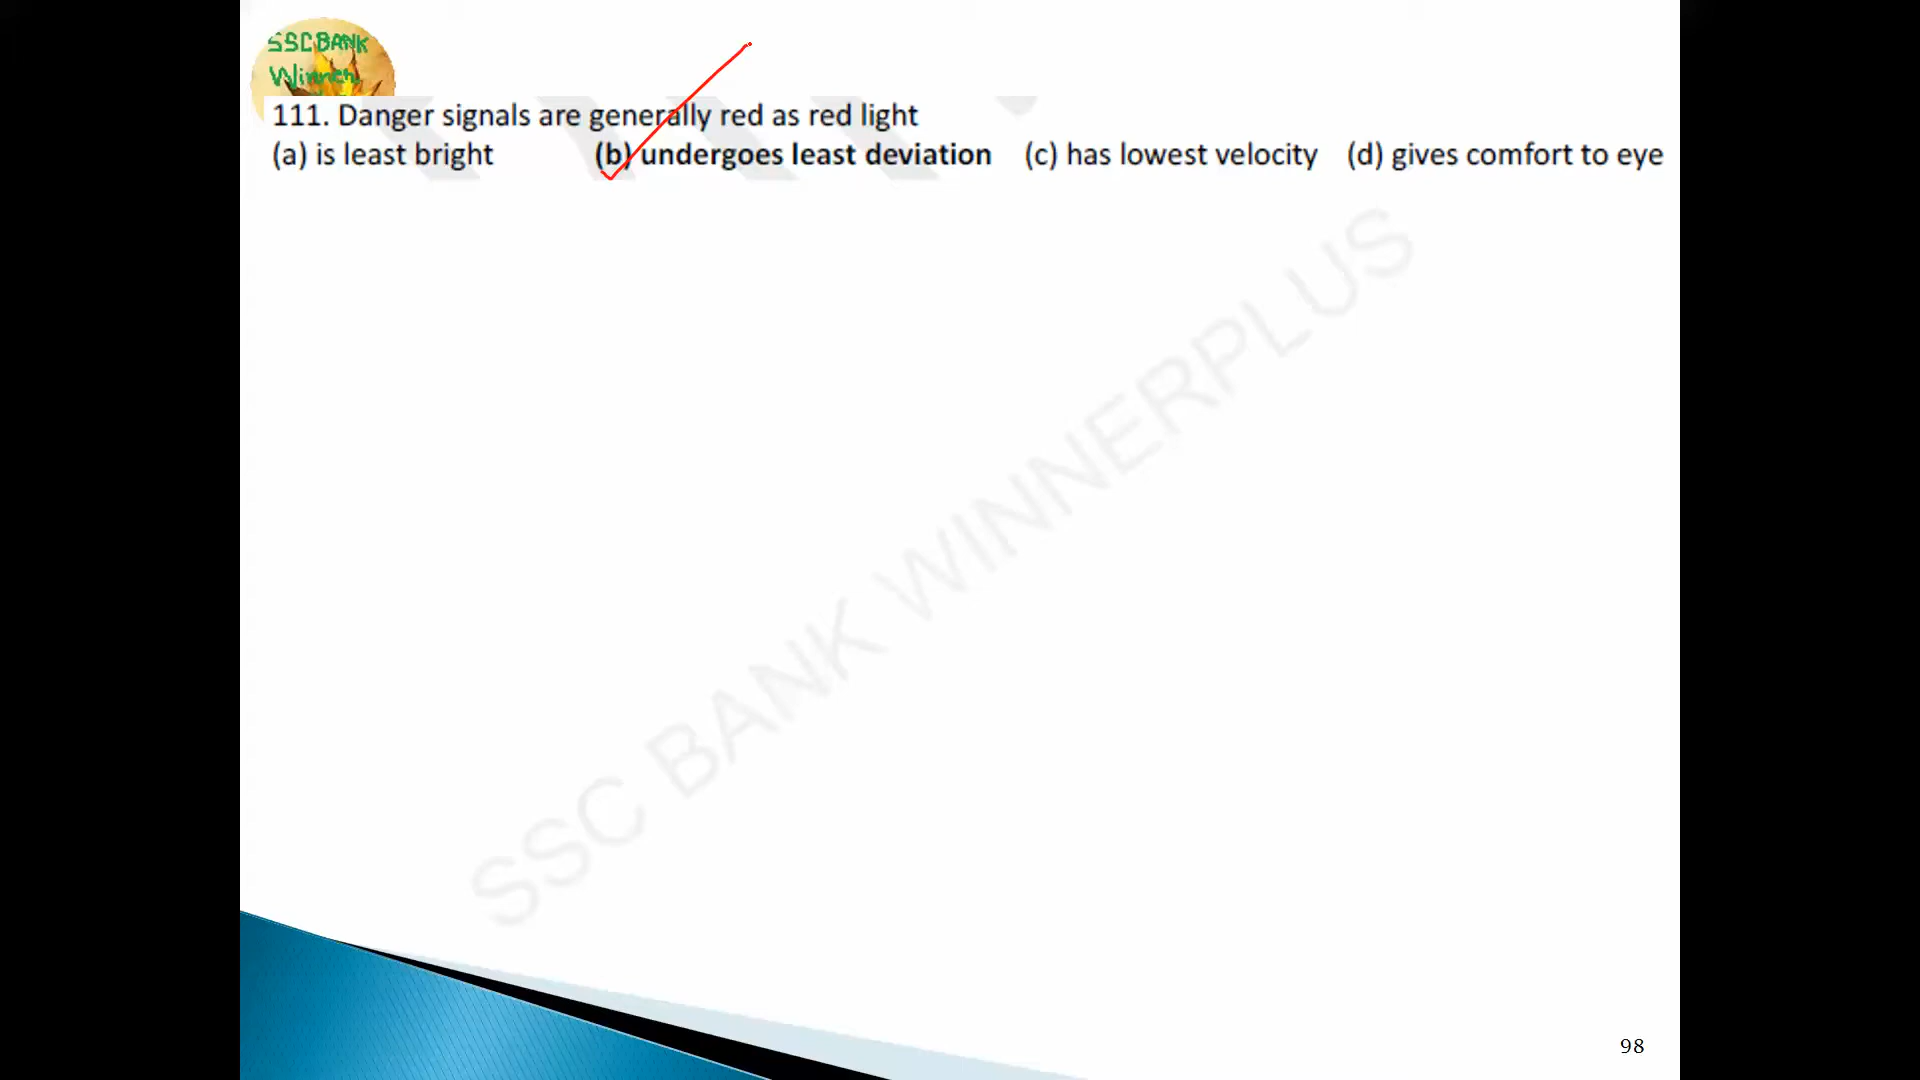 SSC BANK
Winner
111. Danger signals are generally red as red light
(a) is least bright (b) undergoes least deviation (c) has lowest velocity (d) gives comfort to eye
SSC BANK WINNERPLUS
98